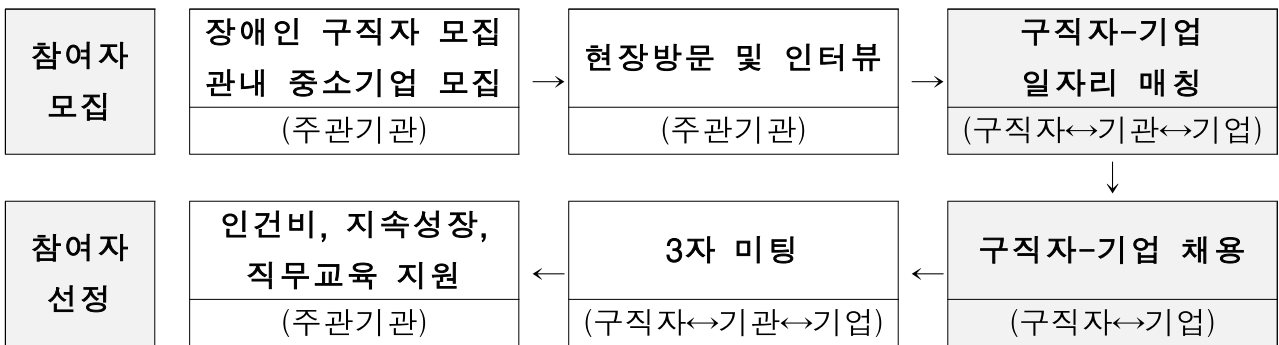 참여자
모집
장애인 구직자 모집
관내 중소기업 모집
(주관기관)
→
현장방문 및 인터뷰
(주관기관)
→
구직자-기업
일자리 매칭
(구직자↔기관↔기업)
↓
참여자
선정
인건비, 지속성장,
직무교육 지원
(주관기관)
←
3자 미팅
(구직자↔기관↔기업)
←
구직자-기업 채용
(구직자↔기업)